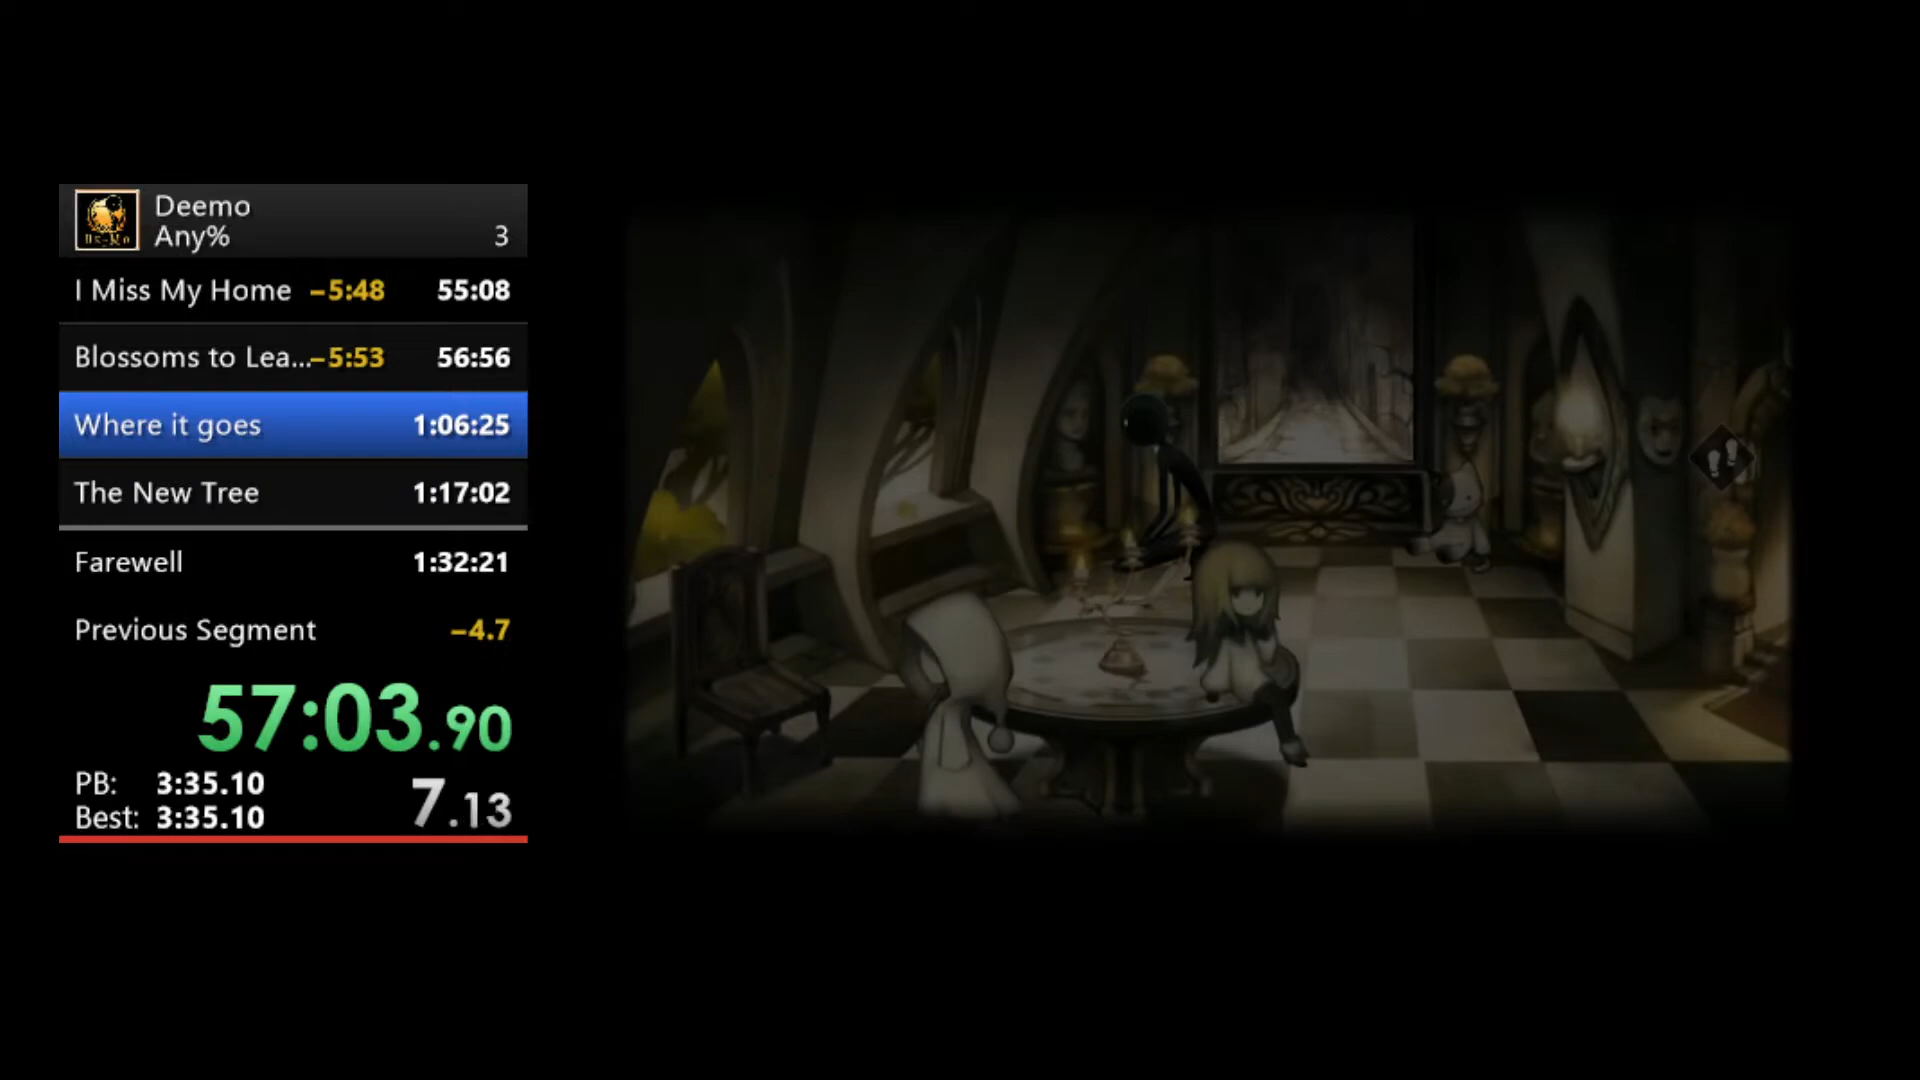 Deemo
Any% 3
I Miss My Home −5:48 55:08
Blossoms to Lea...−5:53 56:56
Where it goes 1:06:25
The New Tree 1:17:02
Farewell 1:32:21
Previous Segment −4.7
57:03.90
PB: 3:35.10
Best: 3:35.10
7.13